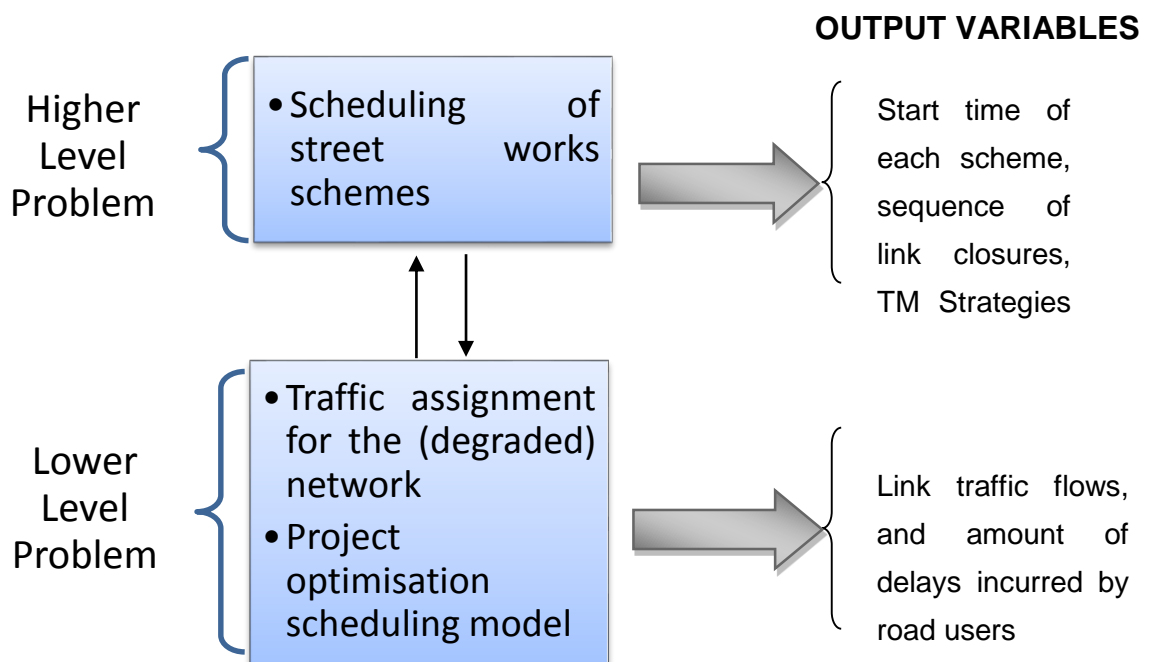 OUTPUT VARIABLES
Higher
Level
Problem
• Scheduling of
street works
schemes
Start time of
each scheme,
sequence of
link closures,
TM Strategies
Lower
Level
Problem
• Traffic assignment
for the (degraded)
network
• Project
optimisation
scheduling model
Link traffic flows,
and amount of
delays incurred by
road users